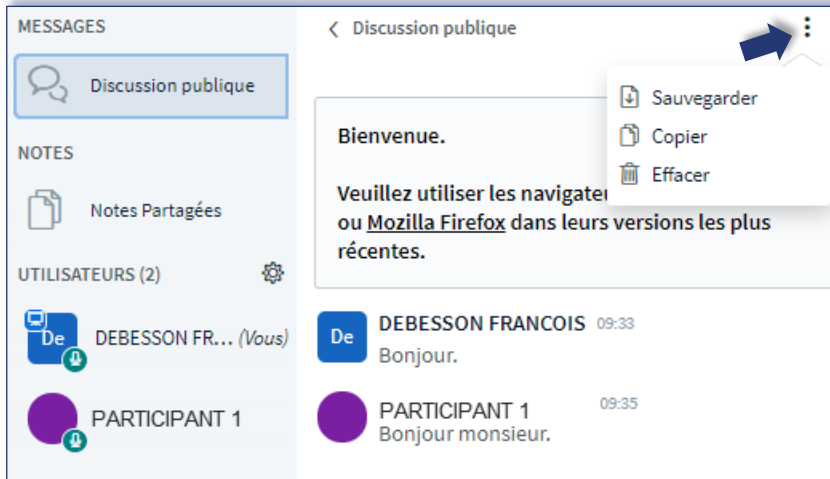 MESSAGES
Discussion publique
NOTES
Notes Partagées
UTILISATEURS (2)
De
DEBESSON FR... (Vous)
PARTICIPANT 1
Discussion publique
Sauvegarder
Copier
Effacer
Bienvenue.
Veuillez utiliser les
ou Mozilla Firefox dans leurs versions les plus
récentes.
De
DEBESSON FRANCOIS 09:33
Bonjour.
PARTICIPANT 1 09:35
Bonjour monsieur.